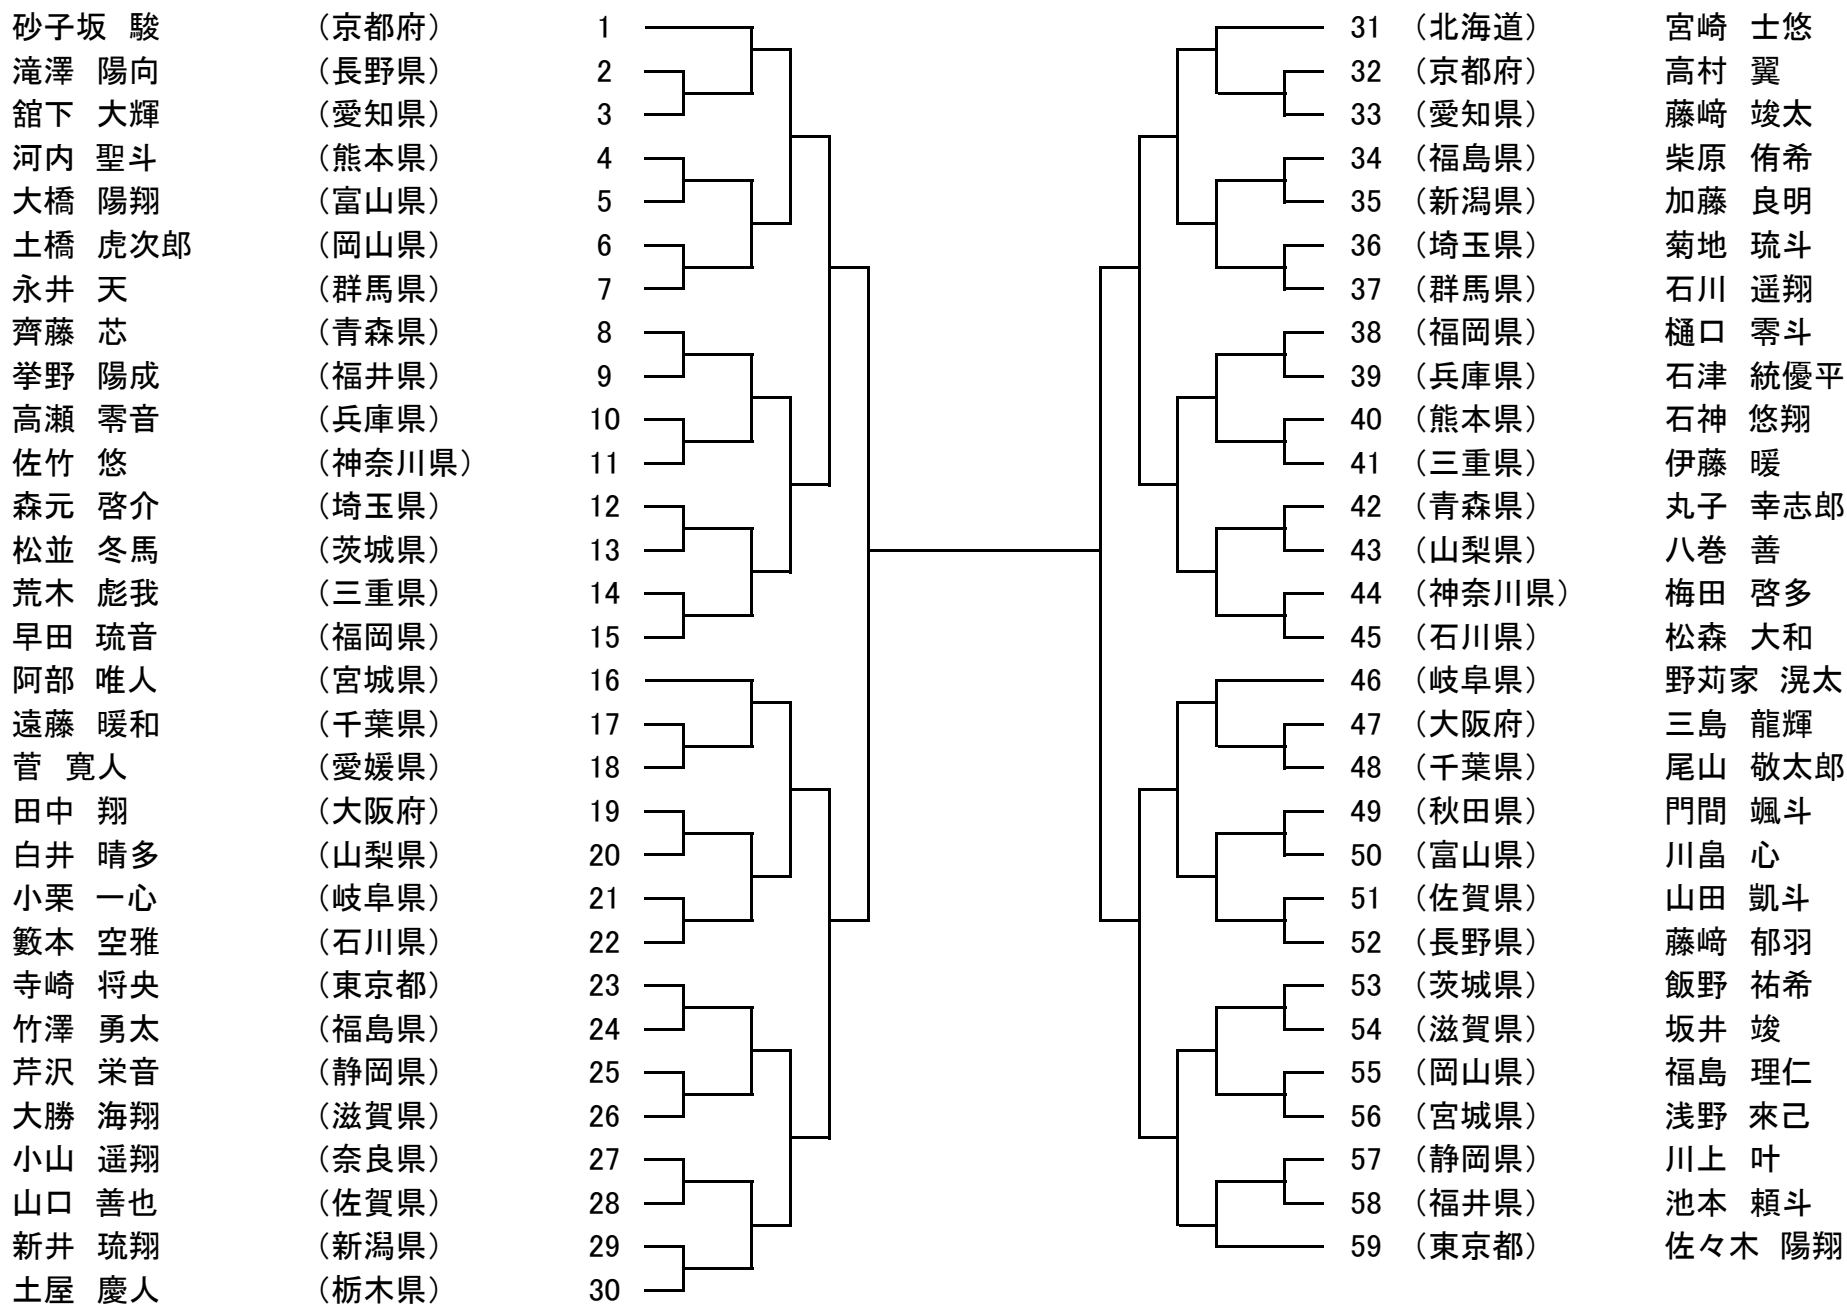 砂子坂 駿 （京都府） 1
滝澤 陽向 （長野県） 2
舘下 大輝 （愛知県） 3
河内 聖斗 （熊本県） 4
大橋 陽翔 （富山県） 5
土橋 虎次郎 （岡山県） 6
永井 天 （群馬県） 7
齊藤 芯 （青森県） 8
挙野 陽成 （福井県） 9
高瀬 零音 （兵庫県） 10
佐竹 悠 （神奈川県） 11
森元 啓介 （埼玉県） 12
松並 冬馬 （茨城県） 13
荒木 彪我 （三重県） 14
早田 琉音 （福岡県） 15
阿部 唯人 （宮城県） 16
遠藤 暖和 （千葉県） 17
菅 寛人 （愛媛県） 18
田中 翔 （大阪府） 19
白井 晴多 （山梨県） 20
小栗 一心 （岐阜県） 21
籔本 空雅 （石川県） 22
寺崎 将央 （東京都） 23
竹澤 勇太 （福島県） 24
芹沢 栄音 （静岡県） 25
大勝 海翔 （滋賀県） 26
小山 遥翔 （奈良県） 27
山口 善也 （佐賀県） 28
新井 琉翔 （新潟県） 29
土屋 慶人 （栃木県） 30
31 （北海道） 宮崎 士悠
32 （京都府） 高村 翼
33 （愛知県） 藤﨑 竣太
34 （福島県） 柴原 侑希
35 （新潟県） 加藤 良明
36 （埼玉県） 菊地 琉斗
37 （群馬県） 石川 遥翔
38 （福岡県） 樋口 零斗
39 （兵庫県） 石津 統優平
40 （熊本県） 石神 悠翔
41 （三重県） 伊藤 暖
42 （青森県） 丸子 幸志郎
43 （山梨県） 八巻 善
44 （神奈川県） 梅田 啓多
45 （石川県） 松森 大和
46 （岐阜県） 野苅家 滉太
47 （大阪府） 三島 龍輝
48 （千葉県） 尾山 敬太郎
49 （秋田県） 門間 颯斗
50 （富山県） 川畠 心
51 （佐賀県） 山田 凱斗
52 （長野県） 藤﨑 郁羽
53 （茨城県） 飯野 祐希
54 （滋賀県） 坂井 竣
55 （岡山県） 福島 理仁
56 （宮城県） 浅野 來己
57 （静岡県） 川上 叶
58 （福井県） 池本 頼斗
59 （東京都） 佐々木 陽翔